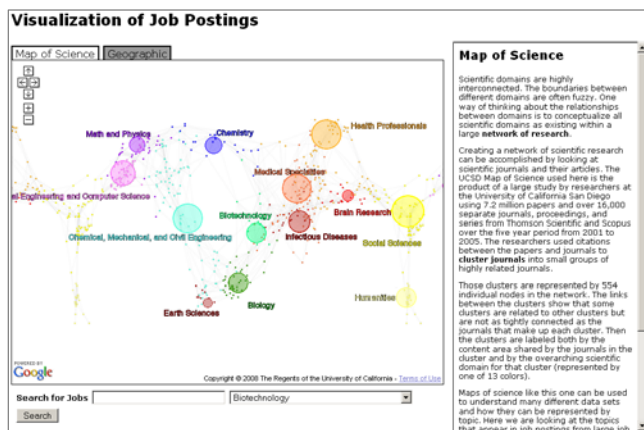 Visualization of Job Postings
Map of Science
Geographic
Math and Physics
Chemistry
Health Professionals
al Engineering and Computer Science
Medical Specialties
Brain Research
Biotechnology
Chemical, Mechanical, and Civil Engineering
Infectious Diseases
Social Sciences
Earth Sciences
Biology
Humanities
POWERED BY
Google
Copyright © 2008 The Regents of the University of California - Terms of Use
Search for Jobs
Biotechnology
Search
Map of Science
Scientific domains are highly
interconnected. The boundaries between
different domains are often fuzzy. One
way of thinking about the relationships
between domains is to conceptualize all
scientific domains as existing within a
large network of research.
Creating a network of scientific research
can be accomplished by looking at
scientific journals and their articles. The
UCSD Map of Science used here is the
product of a large study by researchers at
the University of California San Diego
using 7.2 million papers and over 16,000
separate journals, proceedings, and
series from Thomson Scientific and Scopus
over the five year period from 2001 to
2005. The researchers used citations
between the papers and journals to
cluster journals into small groups of
highly related journals.
Those clusters are represented by 554
individual nodes in the network. The links
between the clusters show that some
clusters are related to other clusters but
are not as tightly connected as the
journals that make up each cluster. Then
the clusters are labeled both by the
content area shared by the journals in the
cluster and by the overarching scientific
domain for that cluster (represented by
one of 13 colors).
Maps of science like this one can be used
to understand many different data sets
and how they can be represented by
topic. Here we are looking at the topics
that appear in job postings from large job